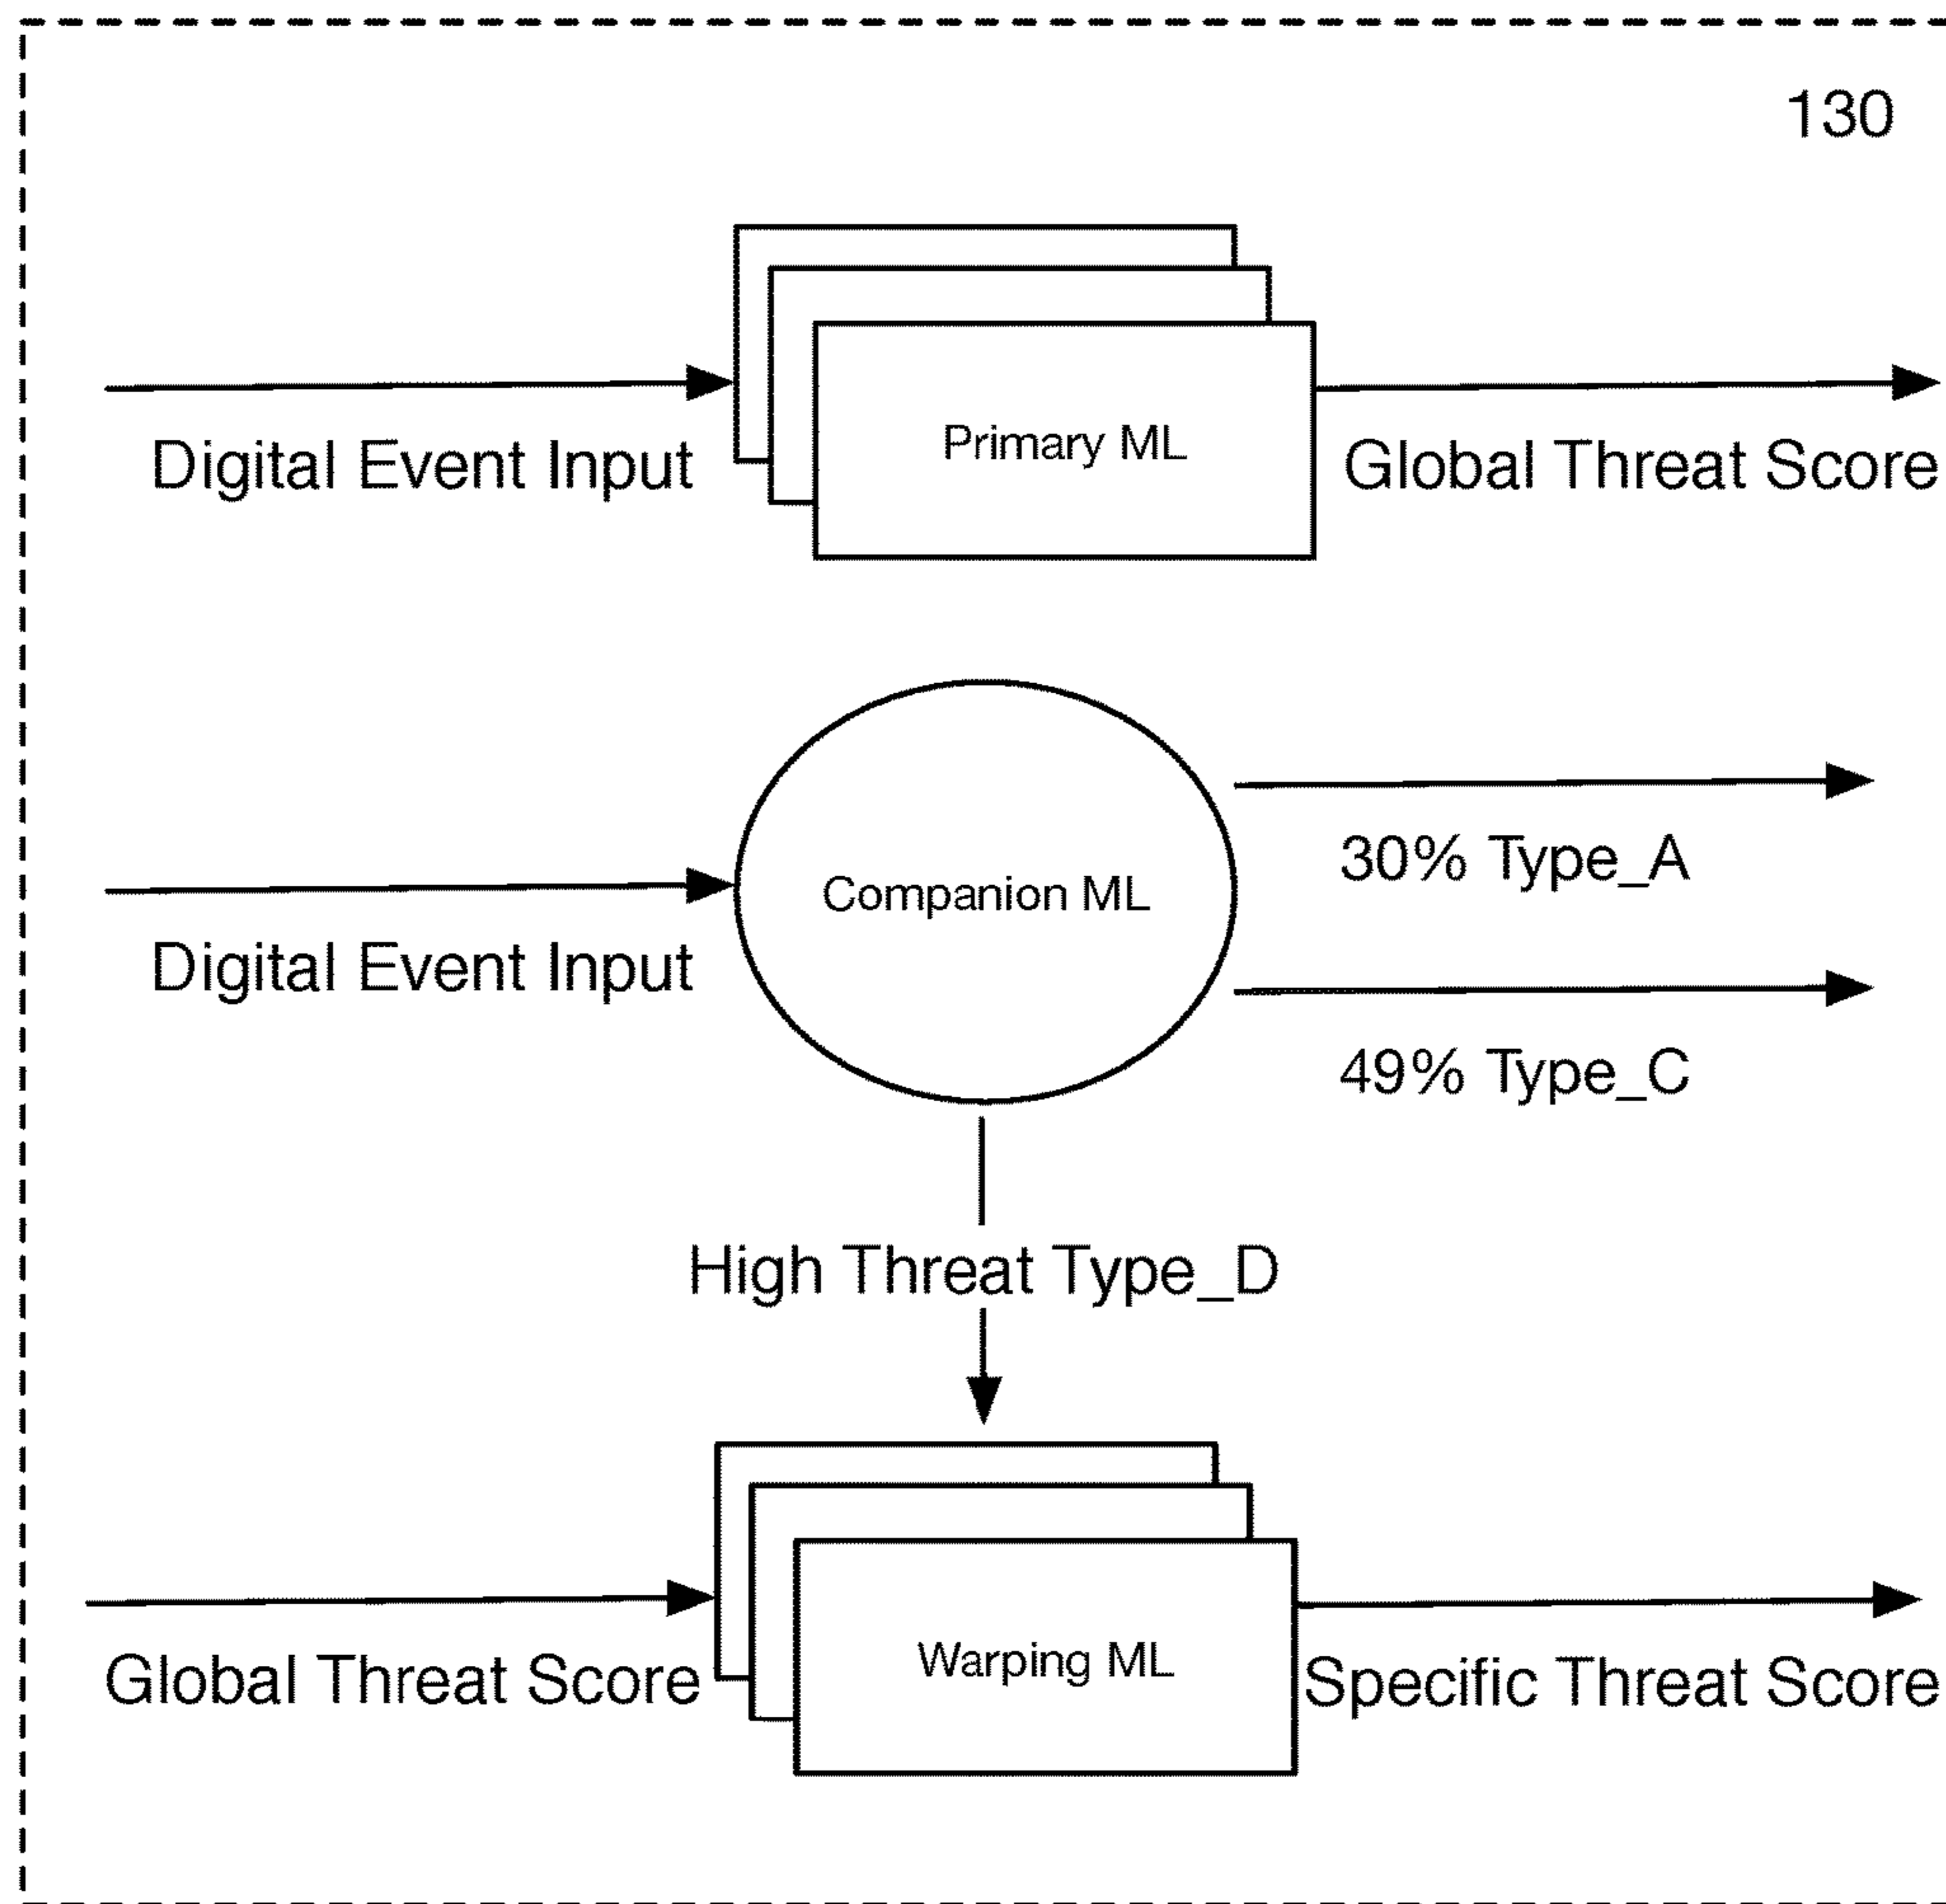 130
Primary ML
Digital Event Input
Global Threat Score
30% Type_A
Companion ML
Digital Event Input
49% Type_C
High Threat Type_D
Warping ML
Global Threat Score
Specific Threat Score